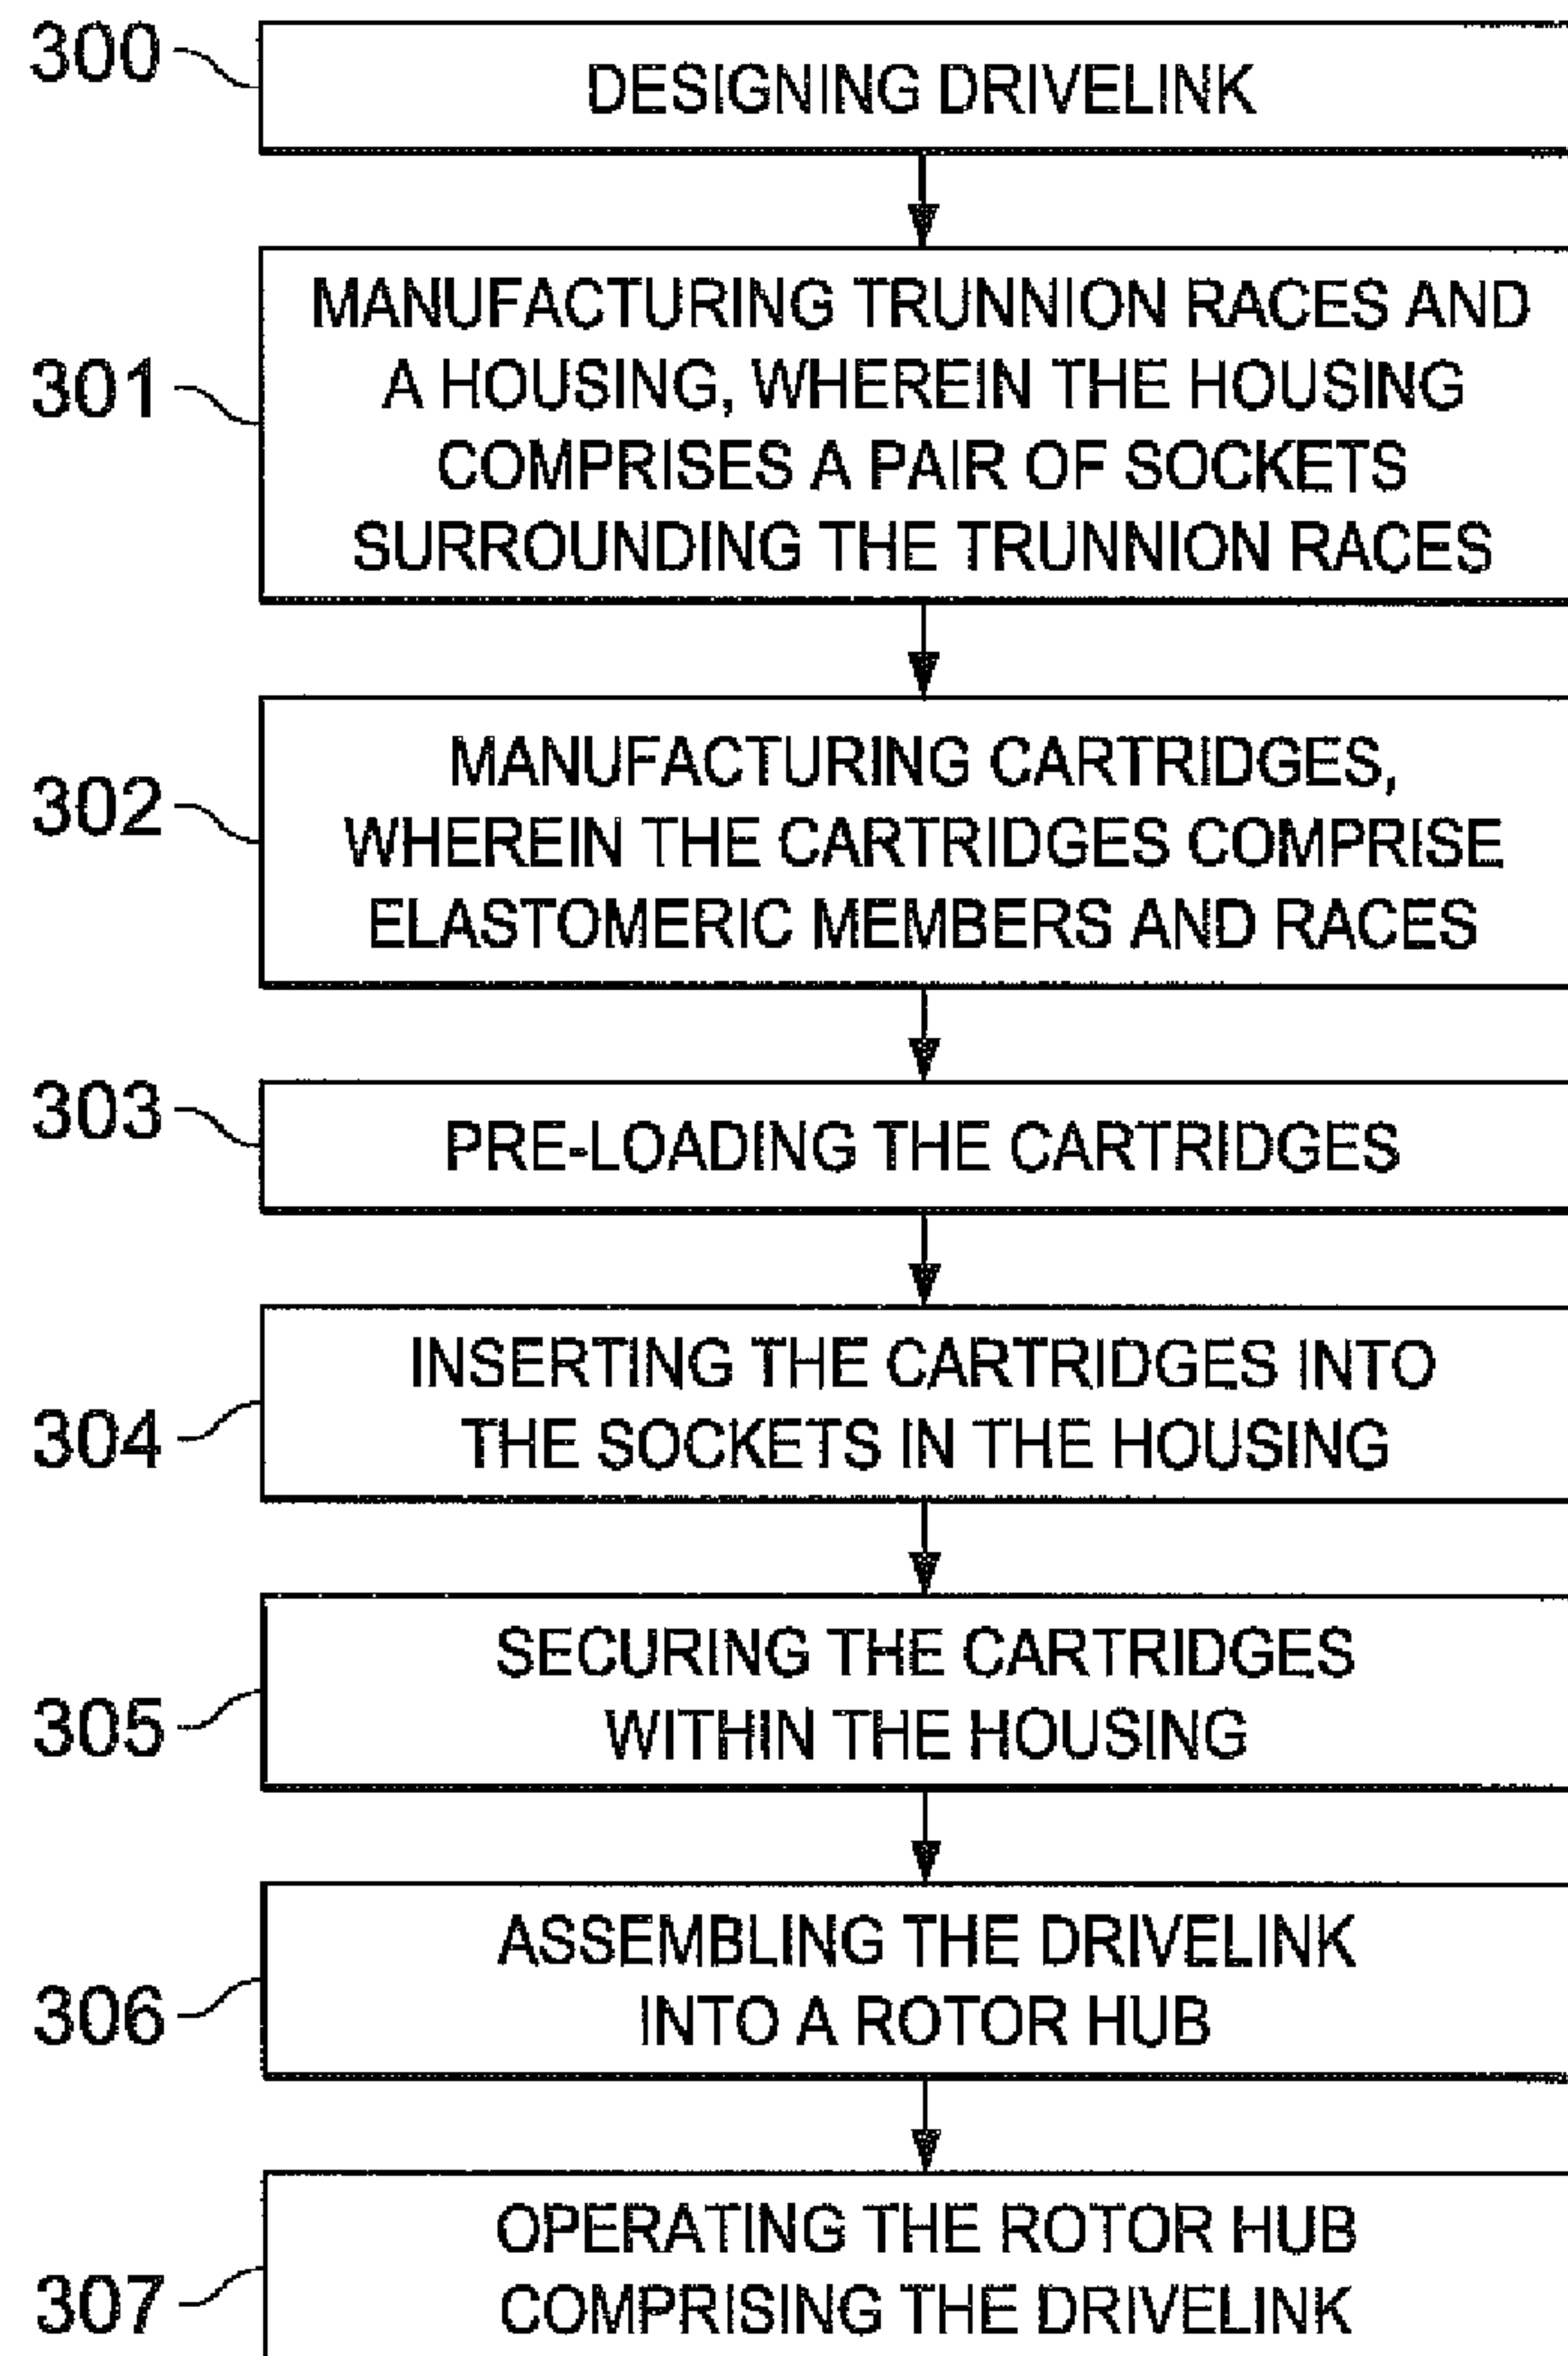 300
DESIGNING DRIVELINK
301
MANUFACTURING TRUNNION RACES AND
A HOUSING, WHEREIN THE HOUSING
COMPRISES A PAIR OF SOCKETS
SURROUNDING THE TRUNNION RACES
302
MANUFACTURING CARTRIDGES,
WHEREIN THE CARTRIDGES COMPRISE
ELASTOMERIC MEMBERS AND RACES
303
PRE-LOADING THE CARTRIDGES
304
INSERTING THE CARTRIDGES INTO
THE SOCKETS IN THE HOUSING
305
SECURING THE CARTRIDGES
WITHIN THE HOUSING
306
ASSEMBLING THE DRIVELINK
INTO A ROTOR HUB
307
OPERATING THE ROTOR HUB
COMPRISING THE DRIVELINK